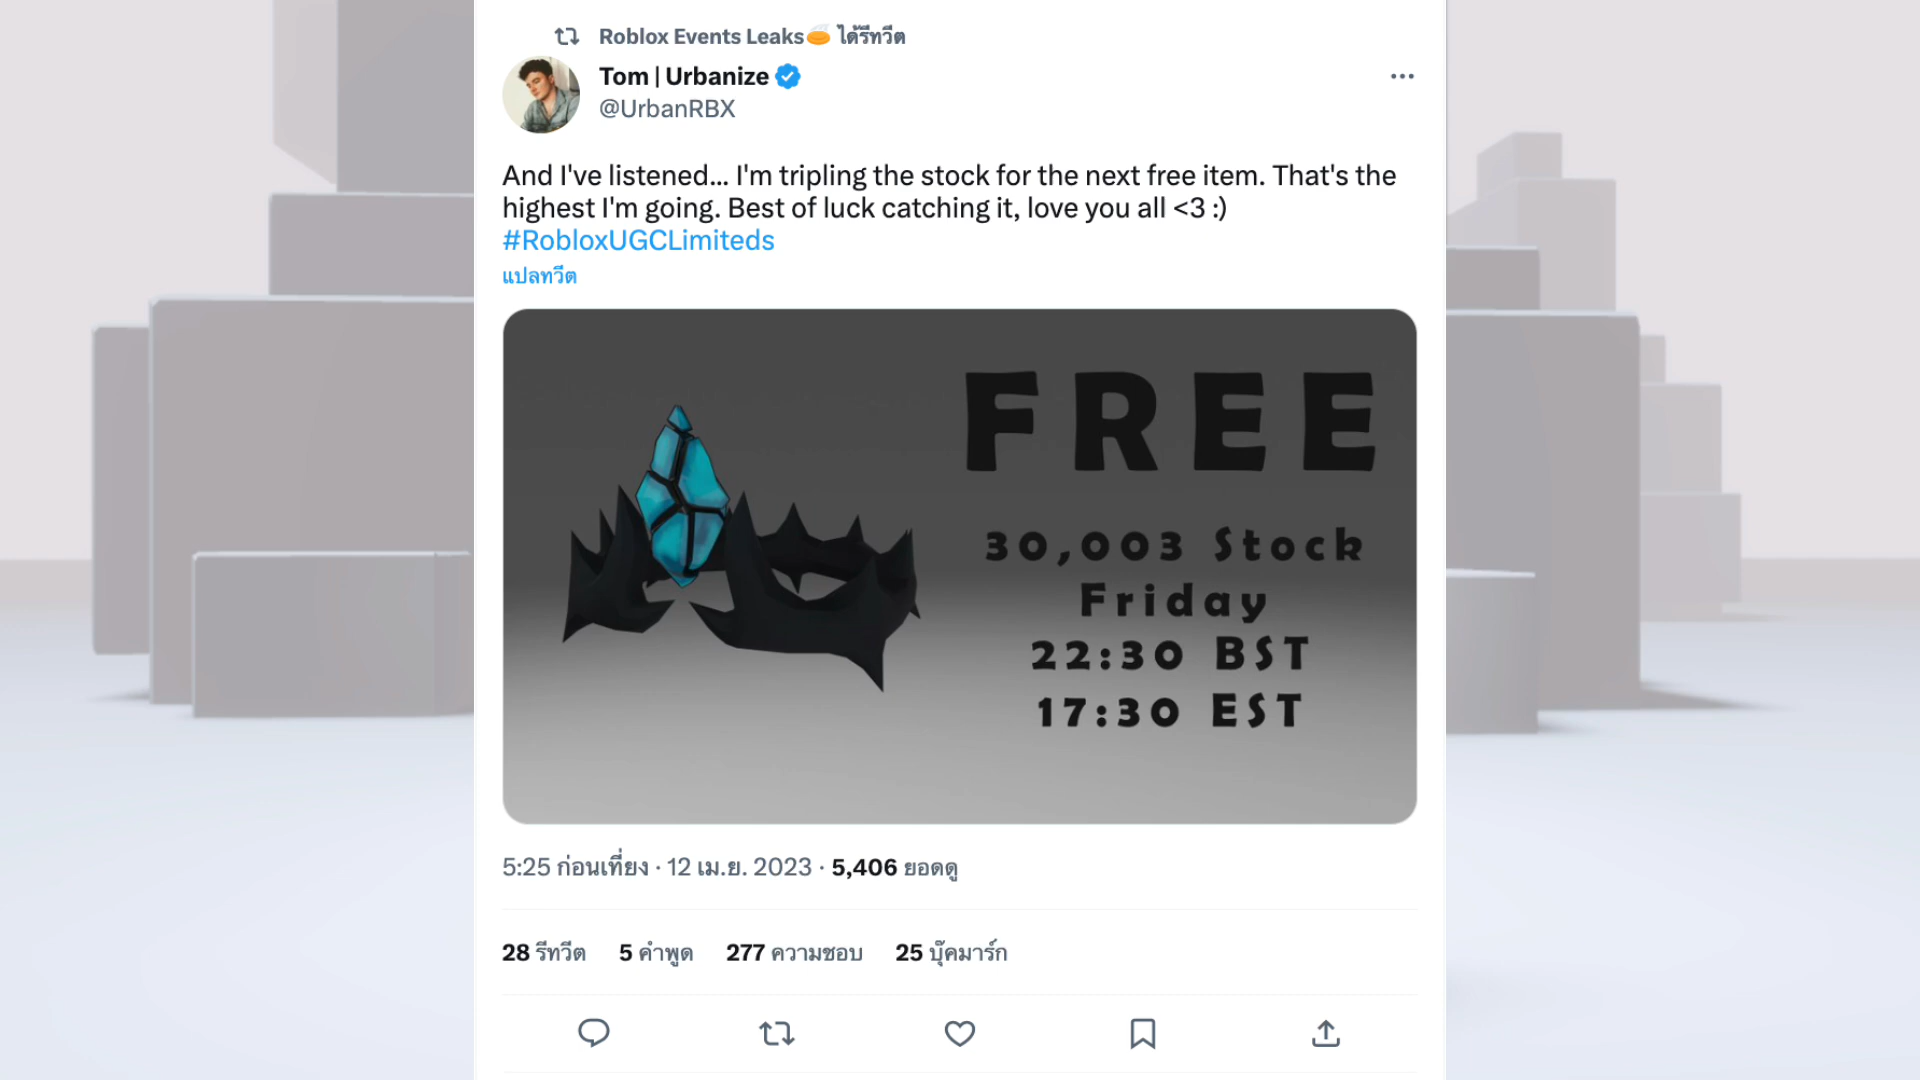 Roblox Events Leaks ได้รีทวีต
Tom | Urbanize
@UrbanRBX
And I've listened... I'm tripling the stock for the next free item. That's the
highest I'm going. Best of luck catching it, love you all <3 :)
#RobloxUGCLimiteds
แปลทวีต
FREE
30,003 Stock
Friday
22:30 BST
17:30 EST
5:25 ก่อนเที่ยง · 12 เม.ย. 2023 · 5,406 ยอดดู
28 รีทวีต 5 คำพูด 277 ความชอบ 25 บุ๊คมาร์ก